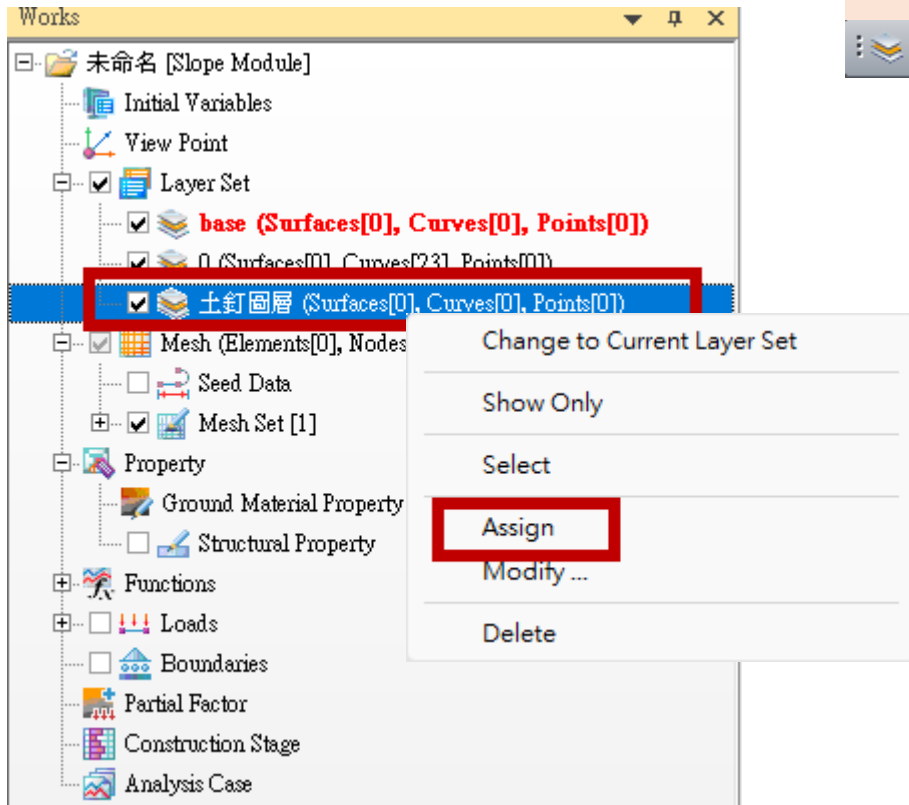 Works
未命名 [Slope Module]
Initial Variables
View Point
Layer Set
base (Surfaces[0], Curves[0], Points[0])
0 (Surfaces[0], Curves[23], Points[0])
土釘圖層 (Surfaces[0], Curves[0], Points[0])
Change to Current Layer Set
Mesh (Elements[0], Nodes
Seed Data
Show Only
Mesh Set [1]
Property
Select
Ground Material Property
Assign
Structural Property
Modify ...
Functions
Loads
Delete
Boundaries
Partial Factor
Construction Stage
Analysis Case